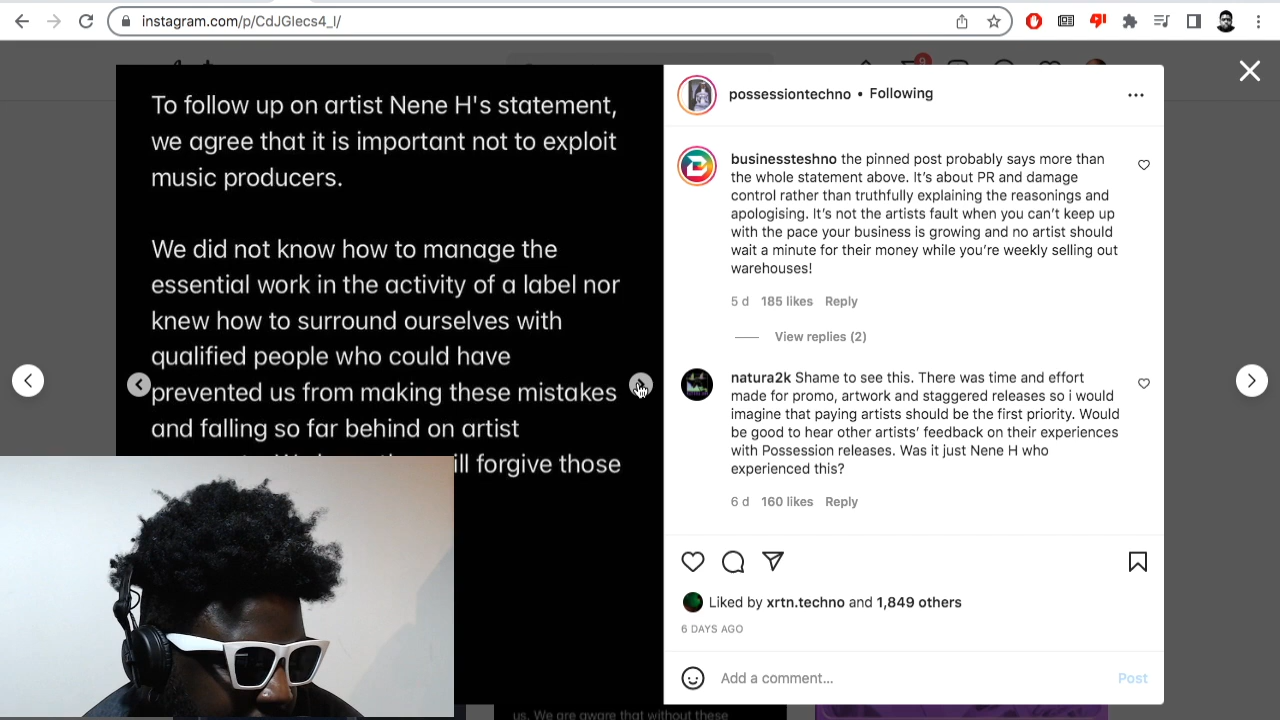 instagram.com/p/CdJGlecs4_l/
To follow up on artist Nene H's statement,
we agree that it is important not to exploit
music producers.
We did not know how to manage the
essential work in the activity of a label nor
knew how to surround ourselves with
qualified people who could have
prevented us from making these mistakes
and falling so far behind on artist
ill forgive those
possessiontechno • Following
businessteshno the pinned post probably says more than
the whole statement above. It's about PR and damage
control rather than truthfully explaining the reasonings and
apologising. It's not the artists fault when you can't keep up
with the pace your business is growing and no artist should
wait a minute for their money while you're weekly selling out
warehouses!
5 d 185 likes Reply
View replies (2)
natura2k Shame to see this. There was time and effort
made for promo, artwork and staggered releases so i would
imagine that paying artists should be the first priority. Would
be good to hear other artists' feedback on their experiences
with Possession releases. Was it just Nene H who
experienced this?
6 d 160 likes Reply
Liked by xrtn.techno and 1,849 others
6 DAYS AGO
Add a comment... Post
us. We are aware that without these